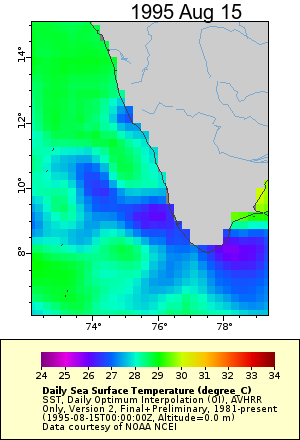 1995 Aug 15
14°
12°
10°
8°
74° 76° 78°
24 25 26 27 28 29 30 31 32 33 34
Daily Sea Surface Temperature (degree_C)
SST, Daily Optimum Interpolation (OI), AVHRR
Only, Version 2, Final+Preliminary, 1981-present
(1995-08-15T00:00:00Z, Altitude=0.0 m)
Data courtesy of NOAA NCEI